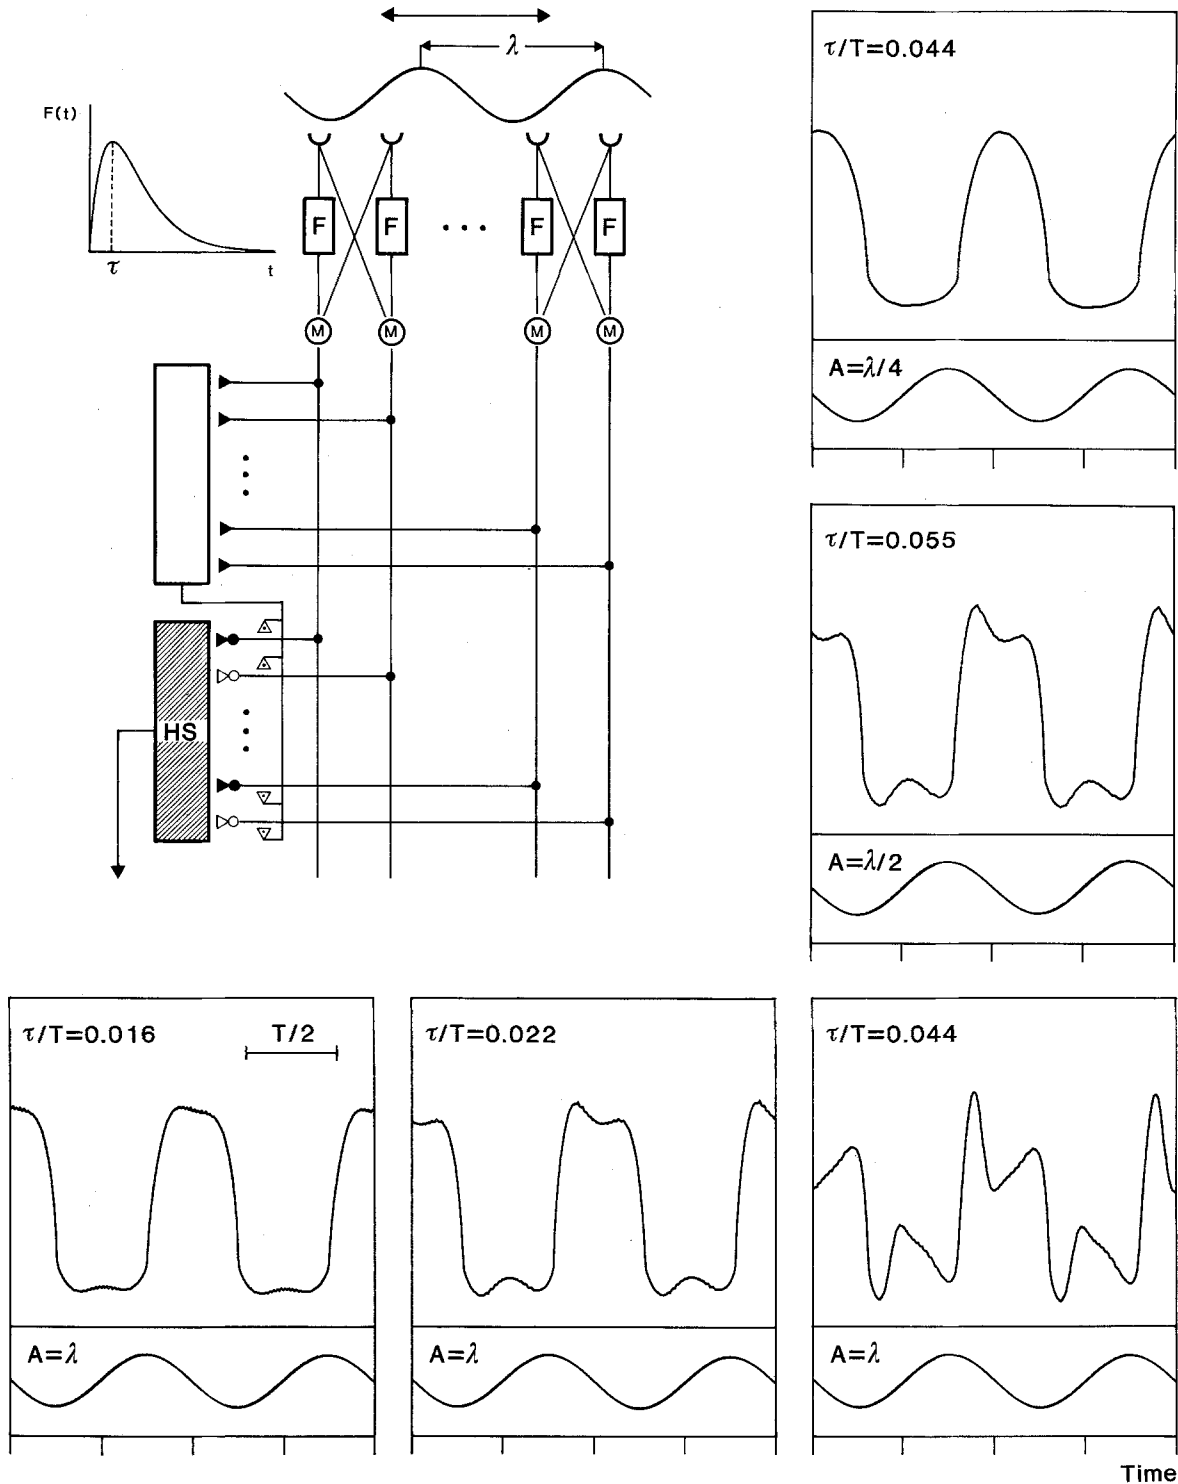 λ
F(t)
τ
t
F
F
F
F
M
M
M
M
HS
τ/T=0.044
A=λ/4
τ/T=0.055
A=λ/2
τ/T=0.016
T/2
A=λ
τ/T=0.022
A=λ
τ/T=0.044
A=λ
Time